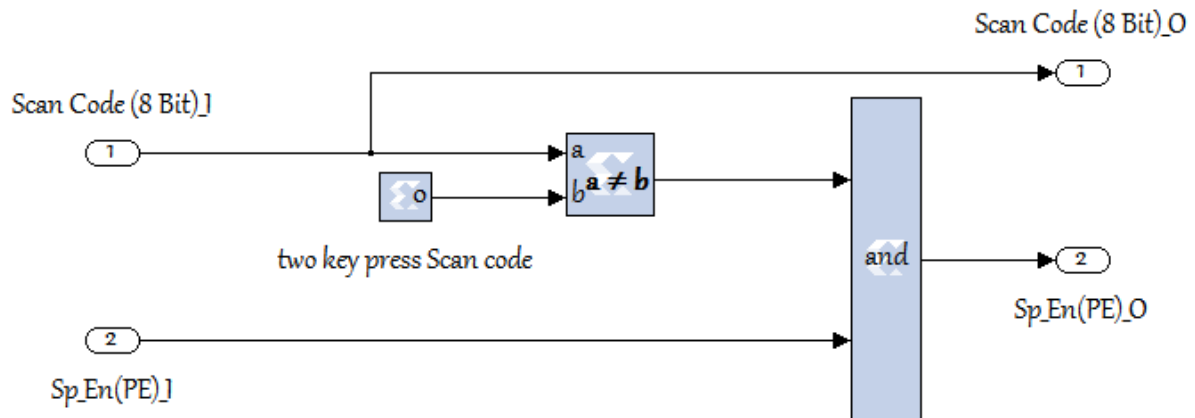 Scan Code (8 Bit)_O
1
Scan Code (8 Bit)_I
1
a
b
a ≠ b
0
two key press Scan code
and
2
Sp_En(PE)_O
2
Sp_En(PE)_I